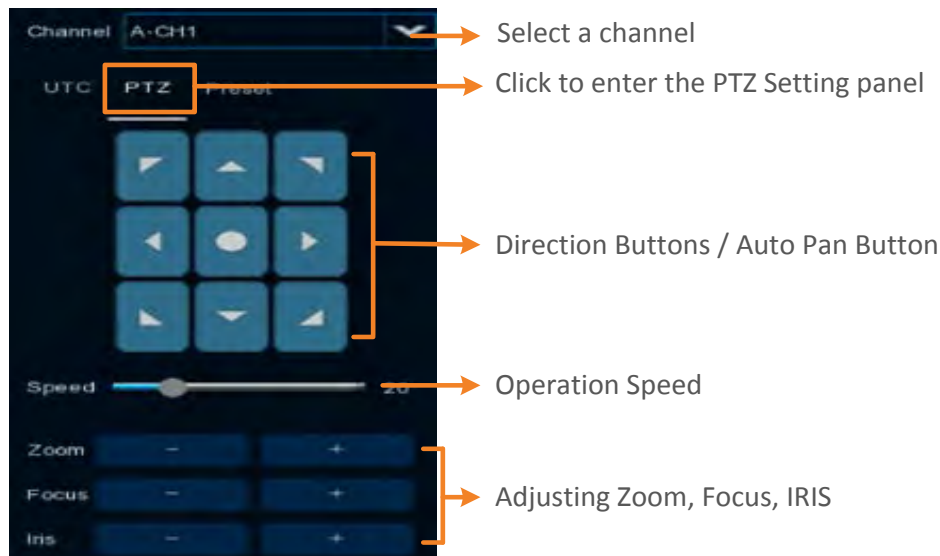 Channel A-CH1 Select a channel
UTC PTZ Preset Click to enter the PTZ Setting panel
Direction Buttons / Auto Pan Button
Speed 20 Operation Speed
Zoom - +
Focus - + Adjusting Zoom, Focus, IRIS
Iris - +